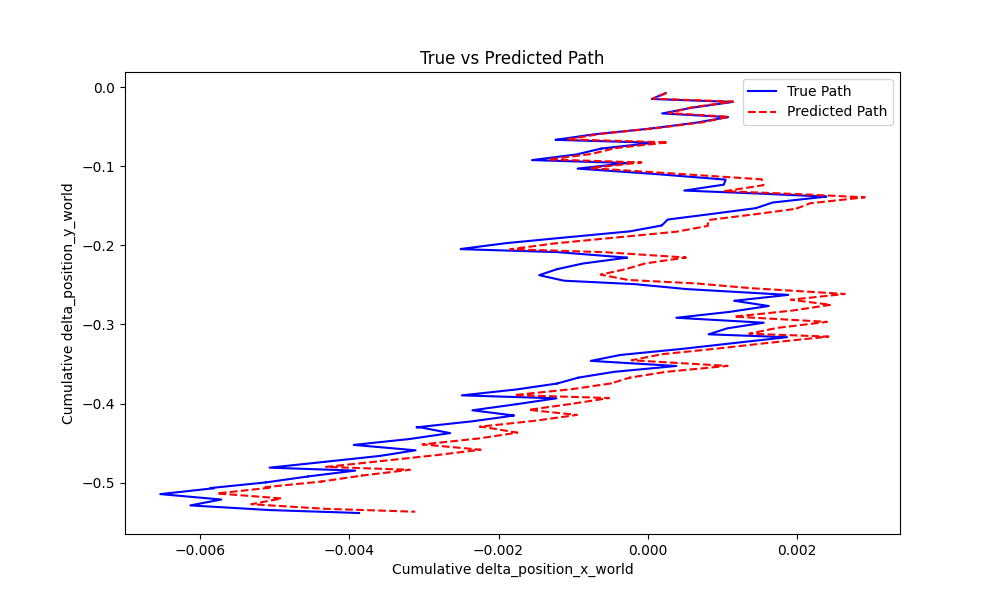 True vs Predicted Path
True Path
Predicted Path
0.0
−0.1
−0.2
−0.3
−0.4
−0.5
Cumulative delta_position_y_world
−0.006
−0.004
−0.002
0.000
0.002
Cumulative delta_position_x_world